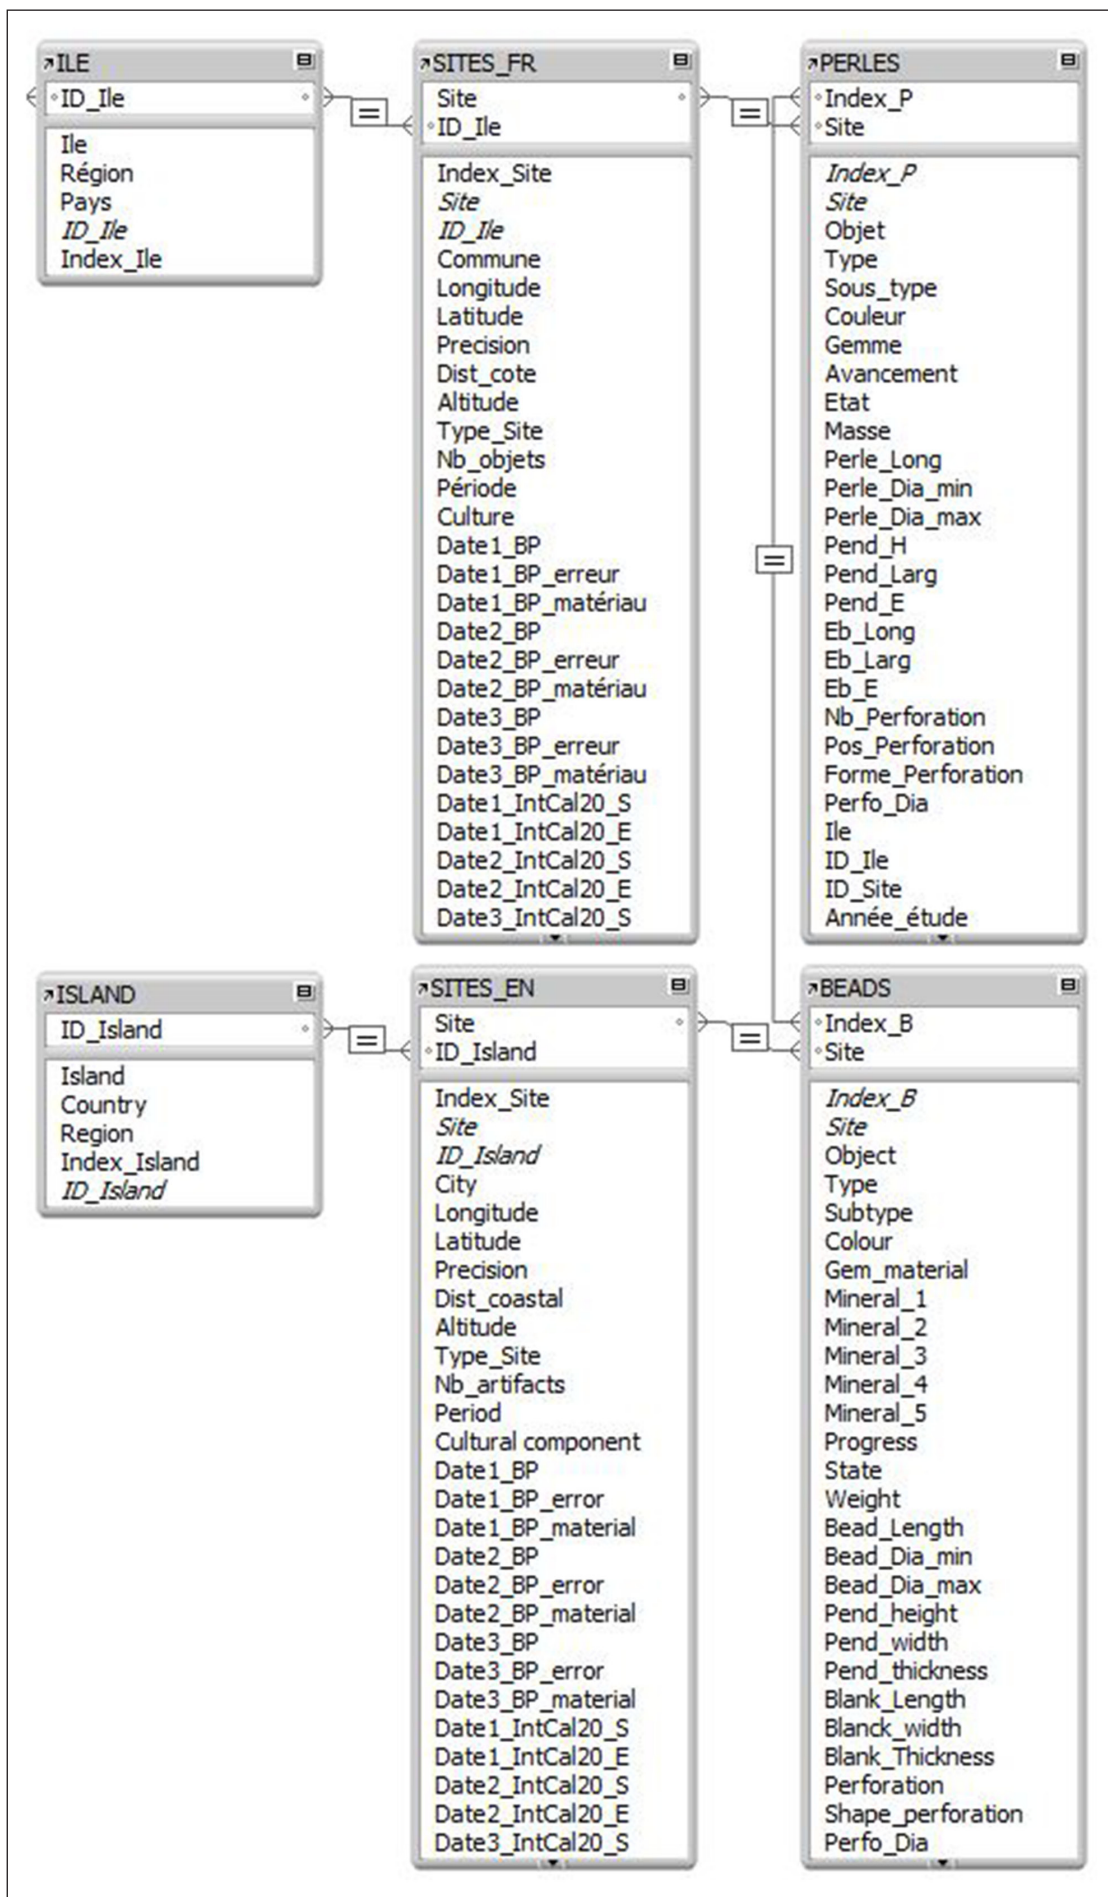 ILE
ID_Ile
Ile
Région
Pays
ID_Ile
Index_Ile
SITES_FR
Site
ID_Ile
Index_Site
Site
ID_Ile
Commune
Longitude
Latitude
Precision
Dist_cote
Altitude
Type_Site
Nb_objets
Période
Culture
Date1_BP
Date1_BP_erreur
Date1_BP_matériau
Date2_BP
Date2_BP_erreur
Date2_BP_matériau
Date3_BP
Date3_BP_erreur
Date3_BP_matériau
Date1_IntCal20_S
Date1_IntCal20_E
Date2_IntCal20_S
Date2_IntCal20_E
Date3_IntCal20_S
PERLES
Index_P
Site
Index_P
Site
Objet
Type
Sous_type
Couleur
Gemme
Avancement
Etat
Masse
Perle_Long
Perle_Dia_min
Perle_Dia_max
Pend_H
Pend_Larg
Pend_E
Eb_Long
Eb_Larg
Eb_E
Nb_Perforation
Pos_Perforation
Forme_Perforation
Perfo_Dia
Ile
ID_Ile
ID_Site
Année_étude
=
=
=
ISLAND
ID_Island
Island
Country
Region
Index_Island
ID_Island
SITES_EN
Site
ID_Island
Index_Site
Site
ID_Island
City
Longitude
Latitude
Precision
Dist_coastal
Altitude
Type_Site
Nb_artifacts
Period
Cultural component
Date1_BP
Date1_BP_error
Date1_BP_material
Date2_BP
Date2_BP_error
Date2_BP_material
Date3_BP
Date3_BP_error
Date3_BP_material
Date1_IntCal20_S
Date1_IntCal20_E
Date2_IntCal20_S
Date2_IntCal20_E
Date3_IntCal20_S
BEADS
Index_B
Site
Index_B
Site
Object
Type
Subtype
Colour
Gem_material
Mineral_1
Mineral_2
Mineral_3
Mineral_4
Mineral_5
Progress
State
Weight
Bead_Length
Bead_Dia_min
Bead_Dia_max
Pend_height
Pend_width
Pend_thickness
Blank_Length
Blanck_width
Blank_Thickness
Perforation
Shape_perforation
Perfo_Dia
=
=